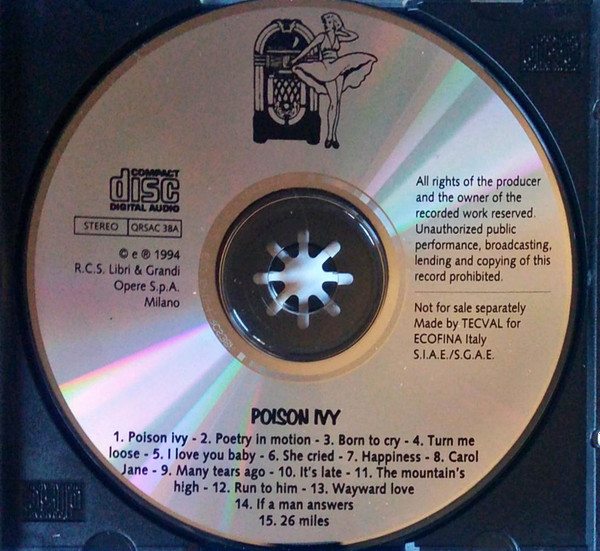 COMPACT
disc
DIGITAL AUDIO
STEREO QRSAC 38A
© e ® 1994
R.C.S. Libri & Grandi
Opere S.p.A.
Milano
All rights of the producer
and the owner of the
recorded work reserved.
Unauthorized public
performance, broadcasting,
lending and copying of this
record prohibited.
Not for sale separately
Made by TECVAL for
ECOFINA Italy
S.I.A.E./S.G.A.E.
POISON IVY
1. Poison ivy - 2. Poetry in motion - 3. Born to cry - 4. Turn me
loose - 5. I love you baby - 6. She cried - 7. Happiness - 8. Carol
Jane - 9. Many tears ago - 10. It's late - 11. The mountain's
high - 12. Run to him - 13. Wayward love
14. If a man answers
15. 26 miles